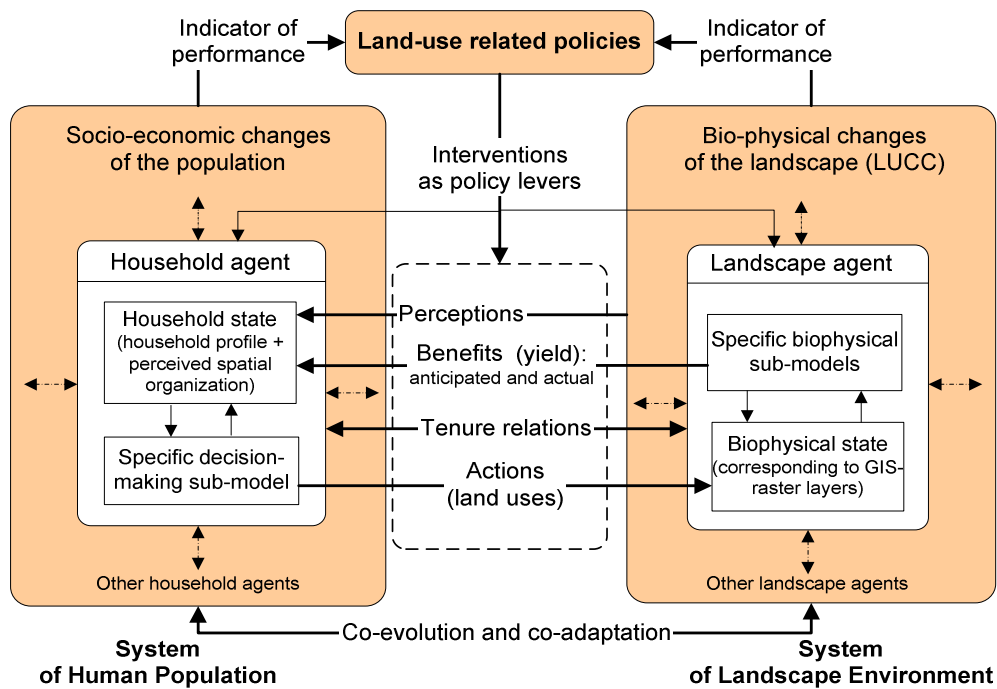 Indicator of
performance
Land-use related policies
Indicator of
performance
Socio-economic changes
of the population
Interventions
as policy levers
Bio-physical changes
of the landscape (LUCC)
Household agent
Household state
(household profile +
perceived spatial
organization)
Specific decision-
making sub-model
Other household agents
Perceptions
Benefits (yield):
anticipated and actual
Tenure relations
Actions
(land uses)
Landscape agent
Specific biophysical
sub-models
Biophysical state
(corresponding to GIS-
raster layers)
Other landscape agents
Co-evolution and co-adaptation
System
of Human Population
System
of Landscape Environment